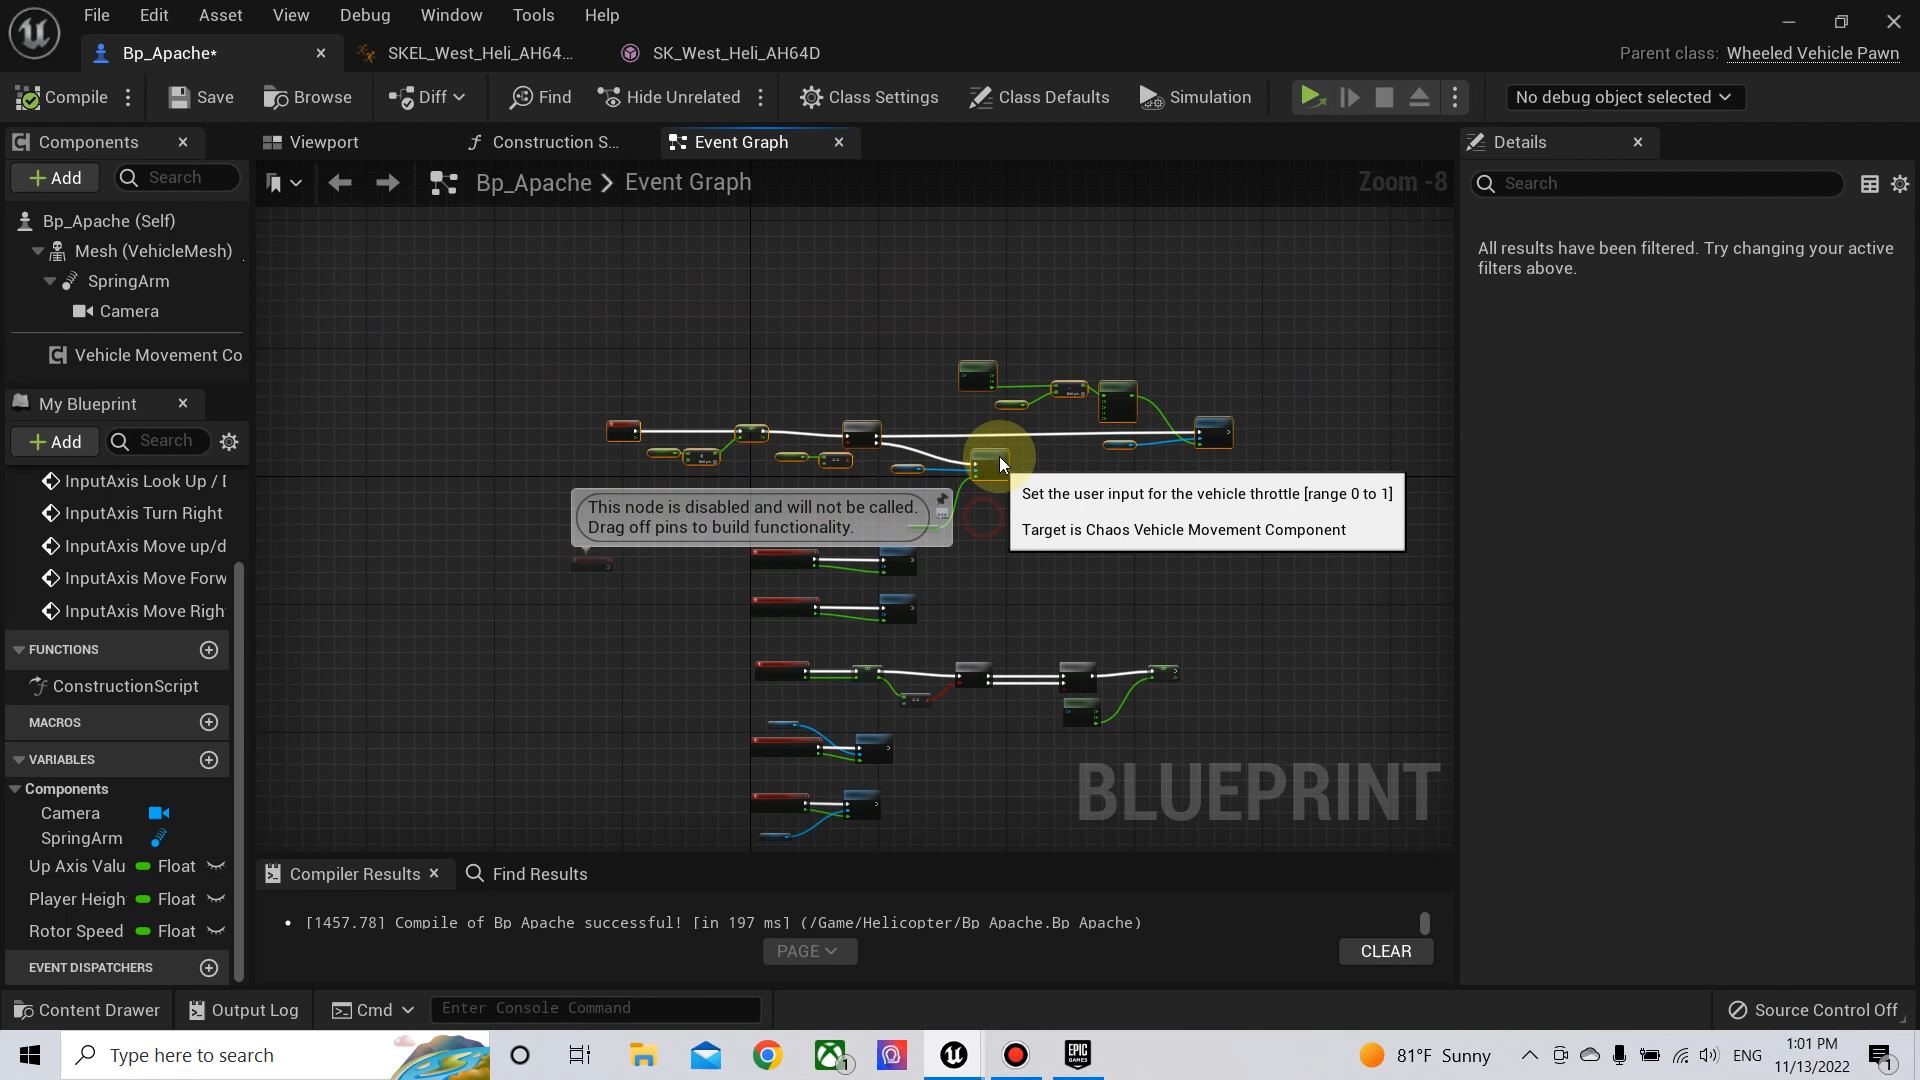 File Edit Asset View Debug Window Tools Help
Bp_Apache*
SKEL_West_Heli_AH64...
SK_West_Heli_AH64D
Parent class: Wheeled Vehicle Pawn
Compile Save Browse Diff Find Hide Unrelated Class Settings Class Defaults Simulation No debug object selected
Components
Viewport Construction S... Event Graph
Details
Add Search
Bp_Apache > Event Graph
Zoom -8
Search
Bp_Apache (Self)
Mesh (VehicleMesh)
SpringArm
Camera
Vehicle Movement Co
All results have been filtered. Try changing your active
filters above.
My Blueprint
Add Search
InputAxis Look Up / D
InputAxis Turn Right
InputAxis Move up/d
InputAxis Move Forw
InputAxis Move Righ
FUNCTIONS
ConstructionScript
MACROS
VARIABLES
Components
Camera
SpringArm
Up Axis Valu Float
Player Heigh Float
Rotor Speed Float
EVENT DISPATCHERS
This node is disabled and will not be called.
Drag off pins to build functionality.
Set the user input for the vehicle throttle [range 0 to 1]
Target is Chaos Vehicle Movement Component
BLUEPRINT
Compiler Results Find Results
[1457.78] Compile of Bp Apache successful! [in 197 ms] (/Game/Helicopter/Bp Apache.Bp Apache)
PAGE
CLEAR
Content Drawer Output Log Cmd Enter Console Command Source Control Off
Type here to search
1
EPIC
GAMES
81°F Sunny
ENG
1:01 PM
11/13/2022
1